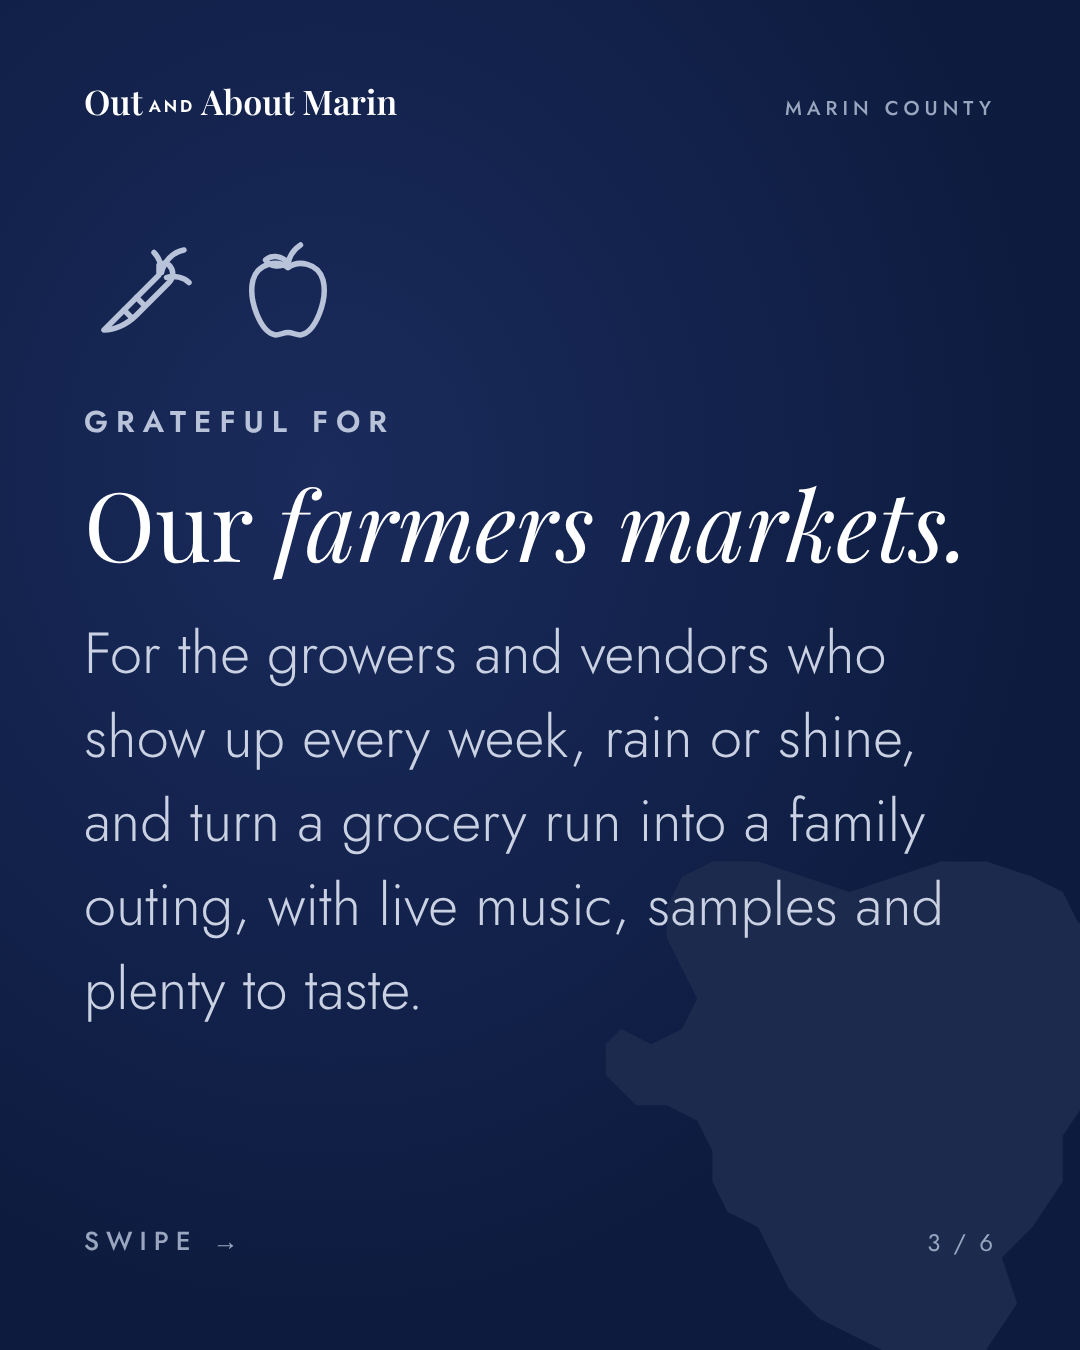 Out AND About Marin
MARIN COUNTY
GRATEFUL FOR
Our farmers markets.
For the growers and vendors who
show up every week, rain or shine,
and turn a grocery run into a family
outing, with live music, samples and
plenty to taste.
SWIPE →
3 / 6